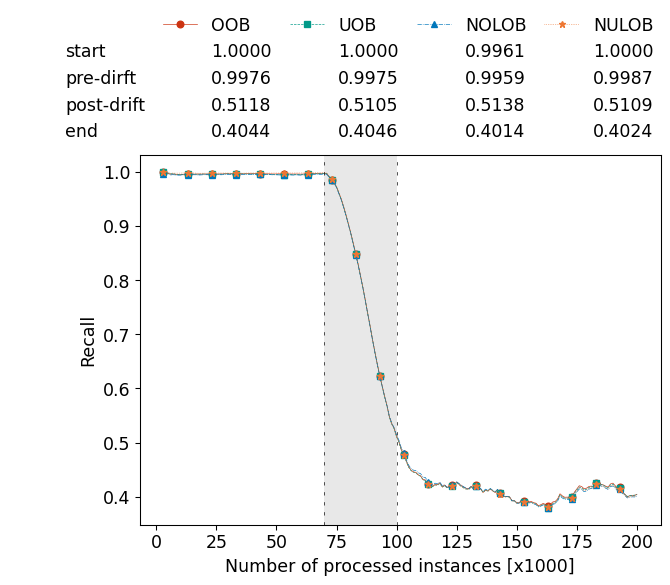 OOB UOB NOLOB NULOB
start 1.0000 1.0000 0.9961 1.0000
pre-dirft 0.9976 0.9975 0.9959 0.9987
post-drift 0.5118 0.5105 0.5138 0.5109
end 0.4044 0.4046 0.4014 0.4024
1.0
0.9
0.8
0.7
0.6
0.5
0.4
Recall
0 25 50 75 100 125 150 175 200
Number of processed instances [x1000]